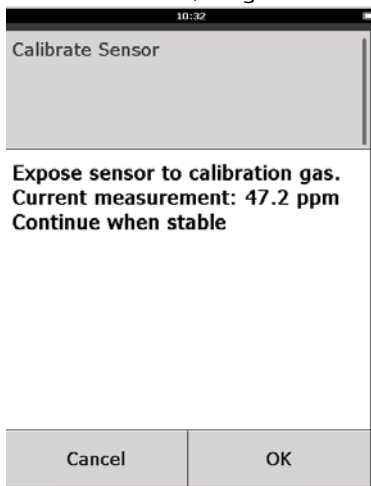 10:32
Calibrate Sensor
Expose sensor to calibration gas.
Current measurement: 47.2 ppm
Continue when stable
Cancel
OK